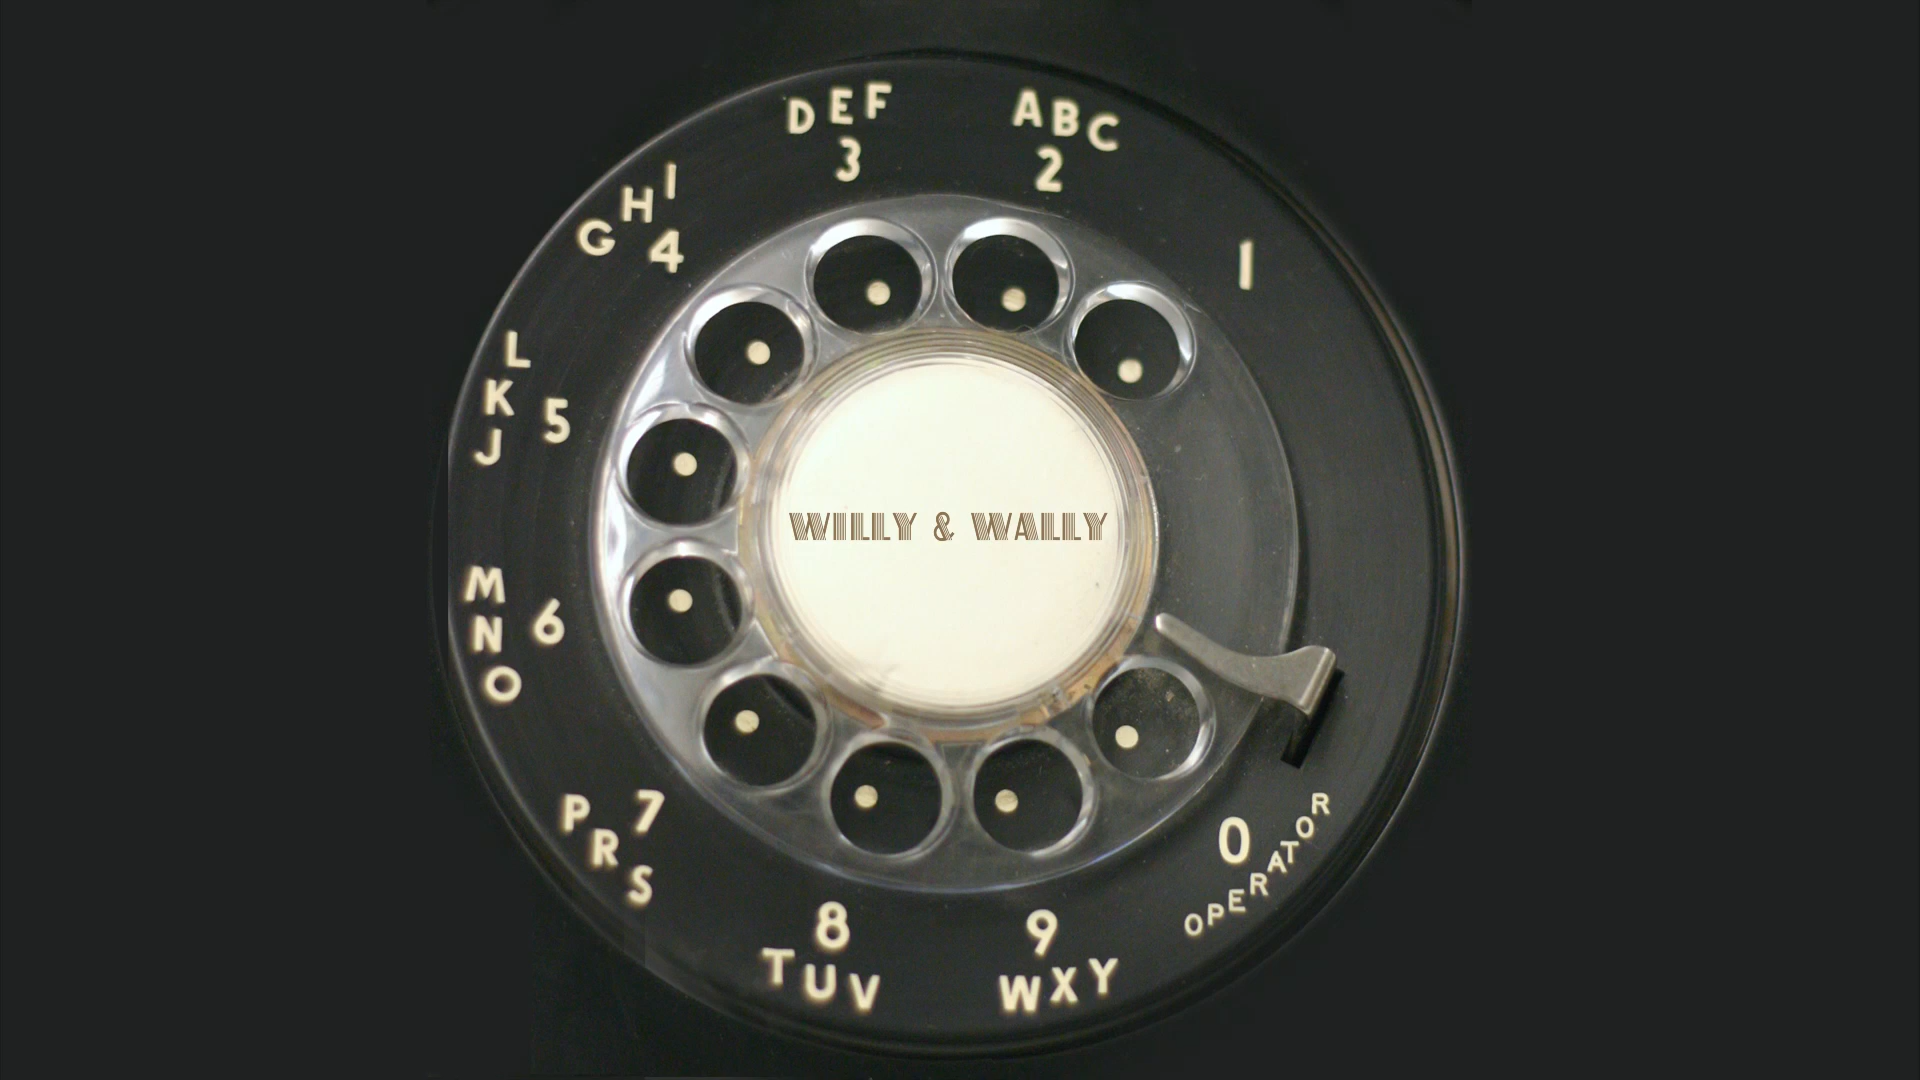 ABC
2
DEF
3
1
GHI
4
JKL
5
WILLY & WALLY
MNO
6
PRS
7
TUV
8
WXY
9
OPERATOR
0